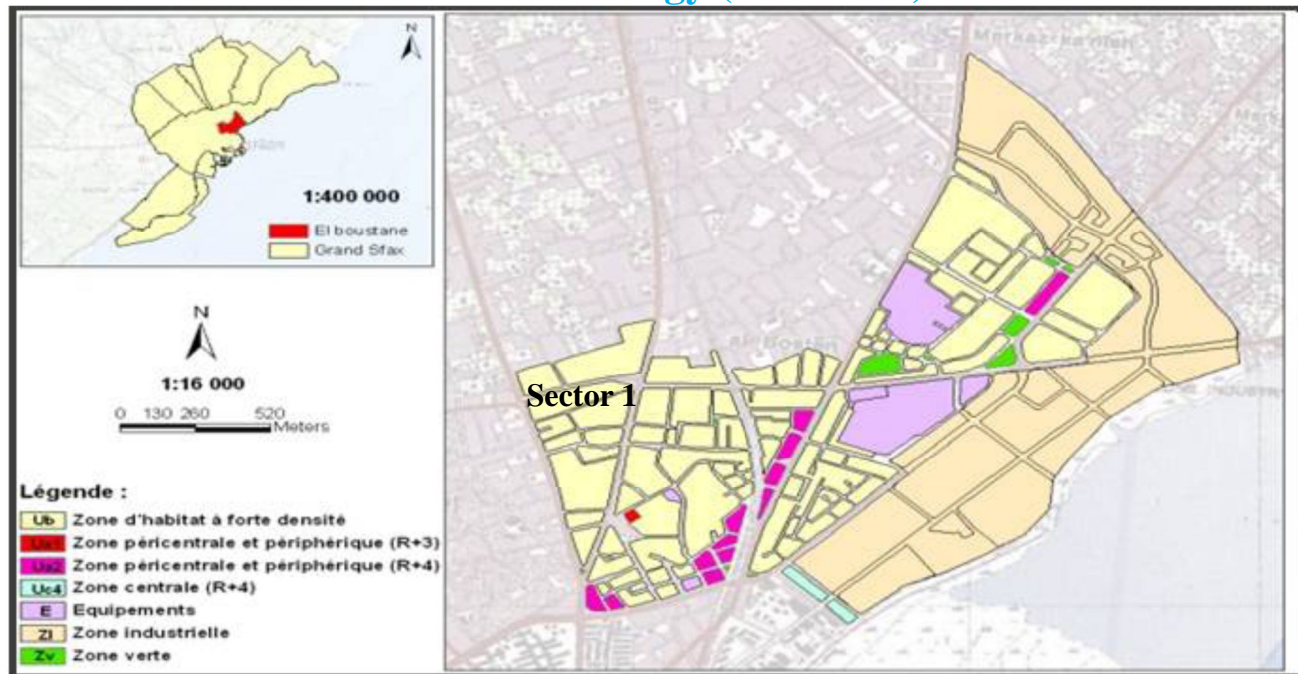 N
1:400 000
El boustane
Grand Sfax
N
1:16 000
0 130 260 520
Meters
Légende :
Ub Zone d'habitat à forte densité
Ua1 Zone péricentrale et périphérique (R+3)
Ua2 Zone péricentrale et périphérique (R+4)
Uc4 Zone centrale (R+4)
E Equipements
ZI Zone industrielle
Zv Zone verte
Sector 1